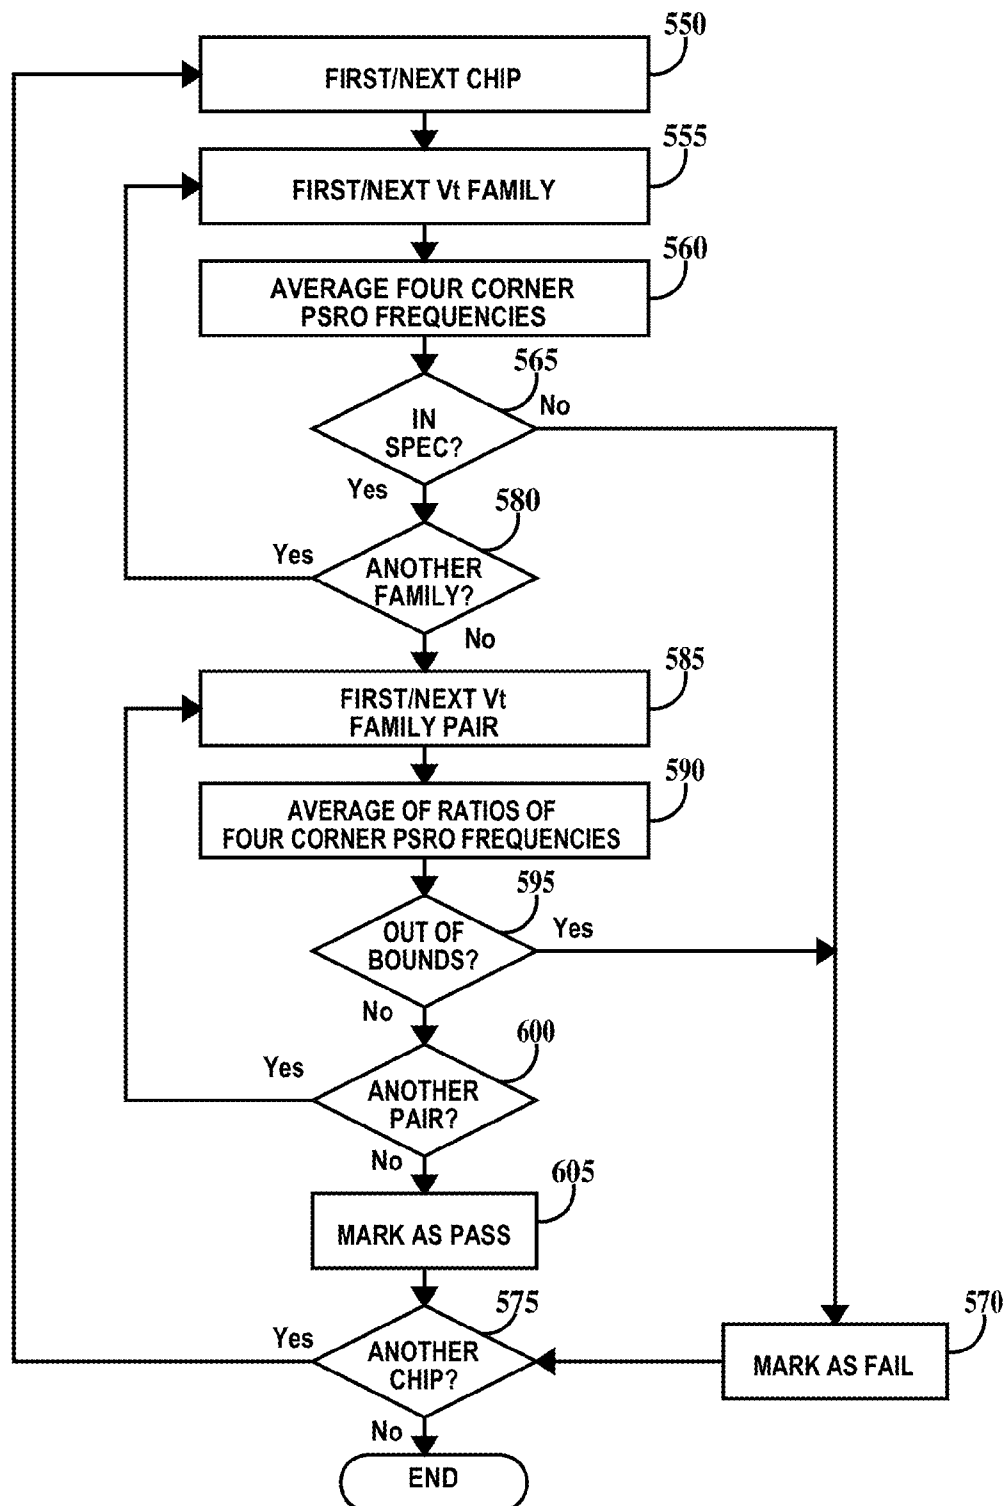 550
FIRST/NEXT CHIP
555
FIRST/NEXT Vt FAMILY
560
AVERAGE FOUR CORNER
PSRO FREQUENCIES
565
No
IN
SPEC?
Yes
580
Yes
ANOTHER
FAMILY?
No
585
FIRST/NEXT Vt
FAMILY PAIR
590
AVERAGE OF RATIOS OF
FOUR CORNER PSRO FREQUENCIES
595
OUT OF
BOUNDS?
Yes
No
600
Yes
ANOTHER
PAIR?
No
605
MARK AS PASS
575
570
Yes
ANOTHER
CHIP?
MARK AS FAIL
No
END